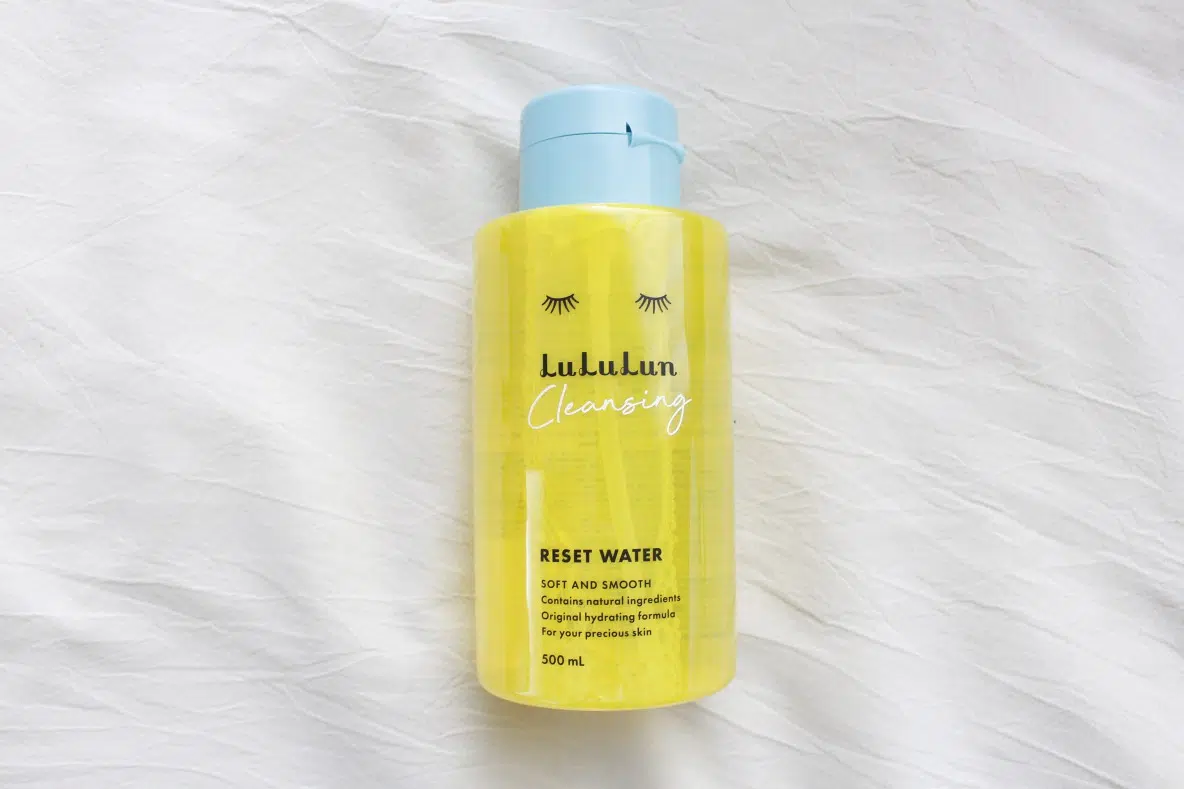 LuLuLun
Cleansing
RESET WATER
SOFT AND SMOOTH
Contains natural ingredients
Original hydrating formula
For your precious skin
500 mL